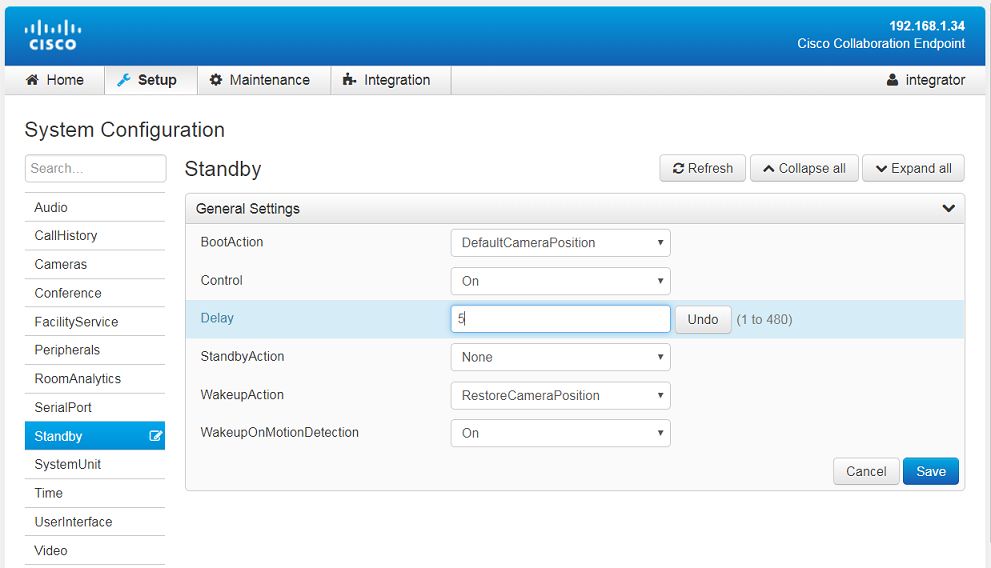 CISCO
192.168.1.34
Cisco Collaboration Endpoint
Home
Setup
Maintenance
Integration
integrator
System Configuration
Search...
Audio
CallHistory
Cameras
Conference
FacilityService
Peripherals
RoomAnalytics
SerialPort
Standby
SystemUnit
Time
UserInterface
Video
Standby
Refresh
Collapse all
Expand all
General Settings
BootAction DefaultCameraPosition
Control On
Delay 5 Undo (1 to 480)
StandbyAction None
WakeupAction RestoreCameraPosition
WakeupOnMotionDetection On
Cancel
Save